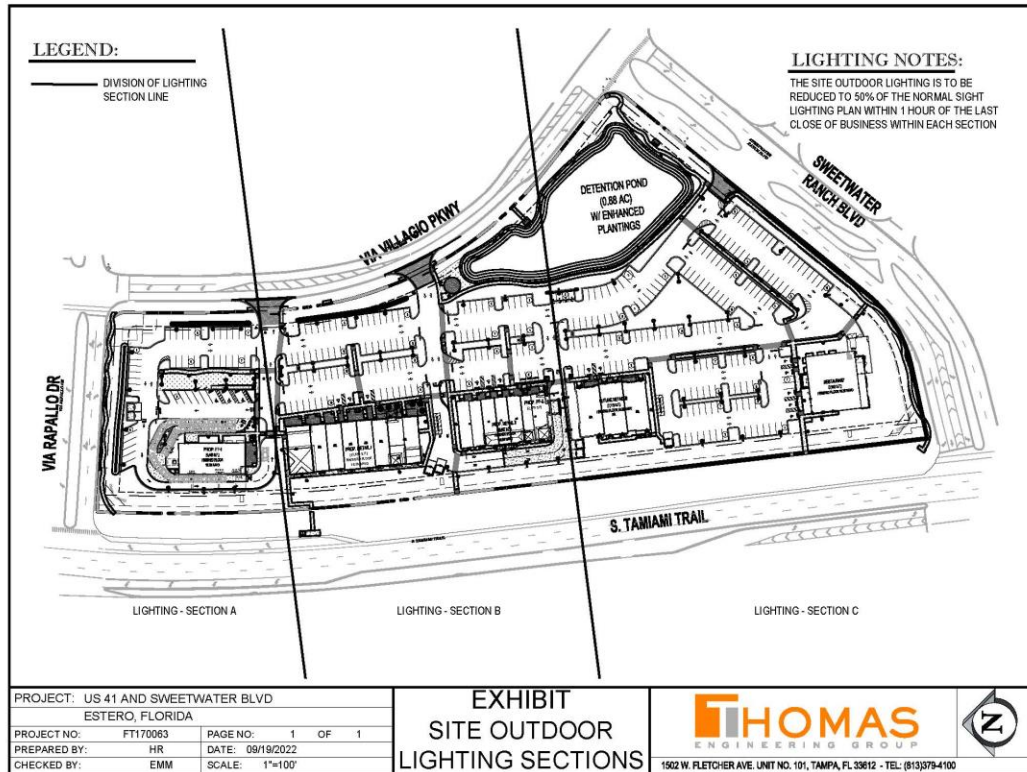 LEGEND:
DIVISION OF LIGHTING
SECTION LINE
LIGHTING NOTES:
THE SITE OUTDOOR LIGHTING IS TO BE
REDUCED TO 50% OF THE NORMAL SIGHT
LIGHTING PLAN WITHIN 1 HOUR OF THE LAST
CLOSE OF BUSINESS WITHIN EACH SECTION
SWEETWATER
RANCH BLVD
DETENTION POND
(0.88 AC)
W/ ENHANCED
PLANTINGS
VIA VILLAGIO PKWY
VIA RAPALLO DR
S. TAMIAMI TRAIL
LIGHTING - SECTION A
LIGHTING - SECTION B
LIGHTING - SECTION C
PROJECT: US 41 AND SWEETWATER BLVD
ESTERO, FLORIDA
PROJECT NO: FT170063 PAGE NO: 1 OF 1
PREPARED BY: HR DATE: 09/19/2022
CHECKED BY: EMM SCALE: 1"=100'
EXHIBIT
SITE OUTDOOR
LIGHTING SECTIONS
THOMAS
ENGINEERING GROUP
1502 W. FLETCHER AVE. UNIT NO. 101, TAMPA, FL 33612 - TEL: (813)379-4100
N